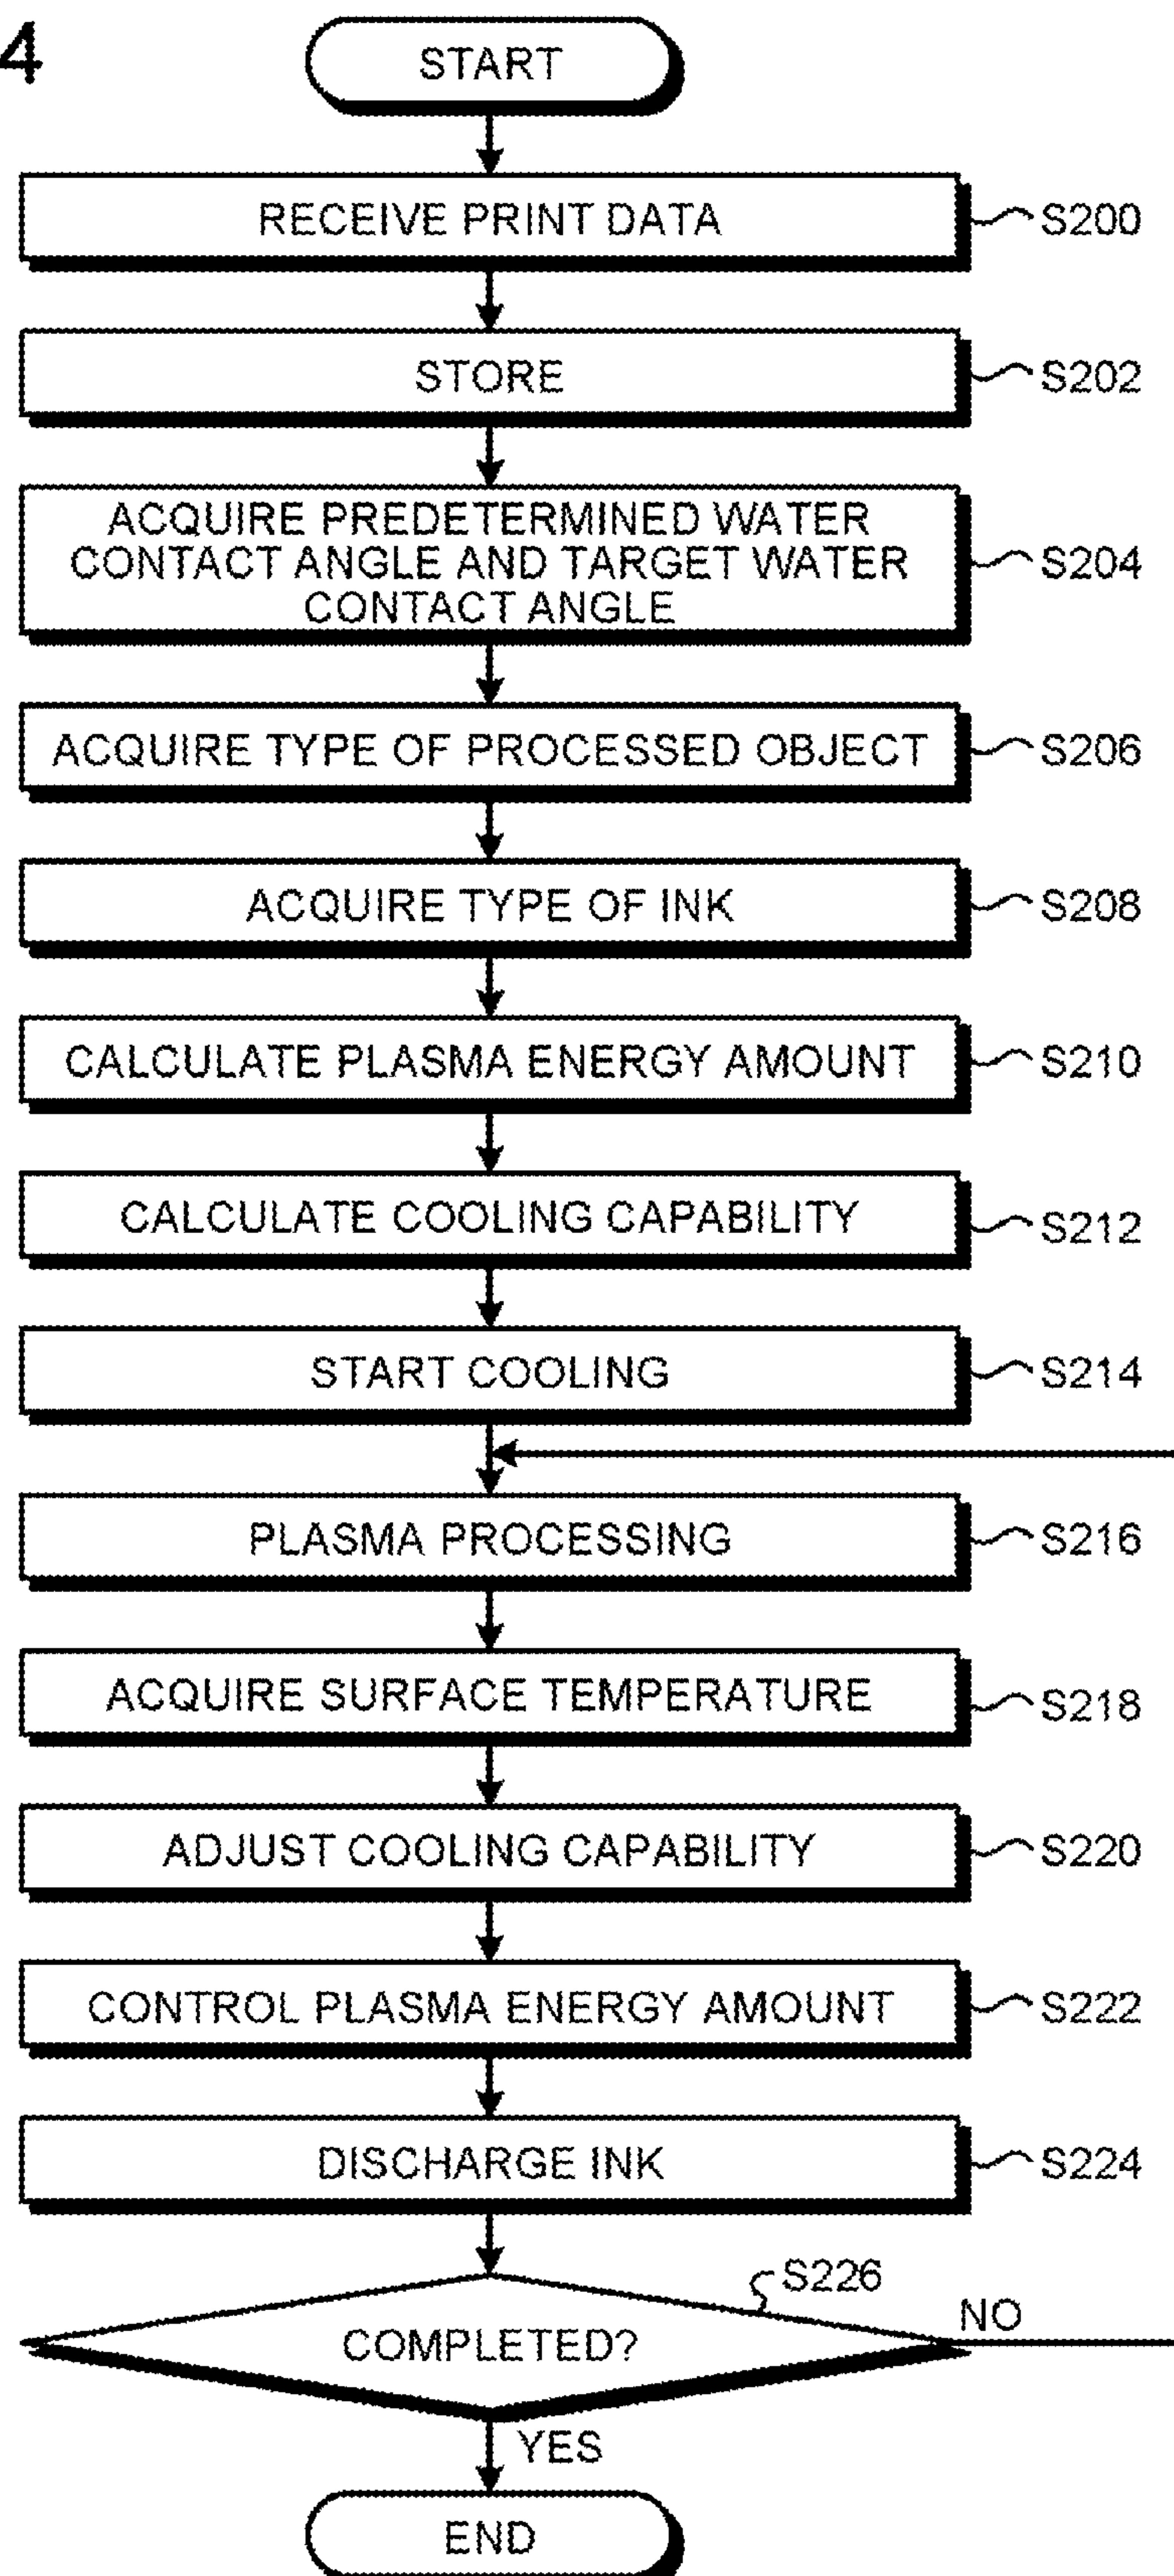 4
START
RECEIVE PRINT DATA
S200
STORE
S202
ACQUIRE PREDETERMINED WATER
CONTACT ANGLE AND TARGET WATER
CONTACT ANGLE
S204
ACQUIRE TYPE OF PROCESSED OBJECT
S206
ACQUIRE TYPE OF INK
S208
CALCULATE PLASMA ENERGY AMOUNT
S210
CALCULATE COOLING CAPABILITY
S212
START COOLING
S214
PLASMA PROCESSING
S216
ACQUIRE SURFACE TEMPERATURE
S218
ADJUST COOLING CAPABILITY
S220
CONTROL PLASMA ENERGY AMOUNT
S222
DISCHARGE INK
S224
S226
COMPLETED?
NO
YES
END